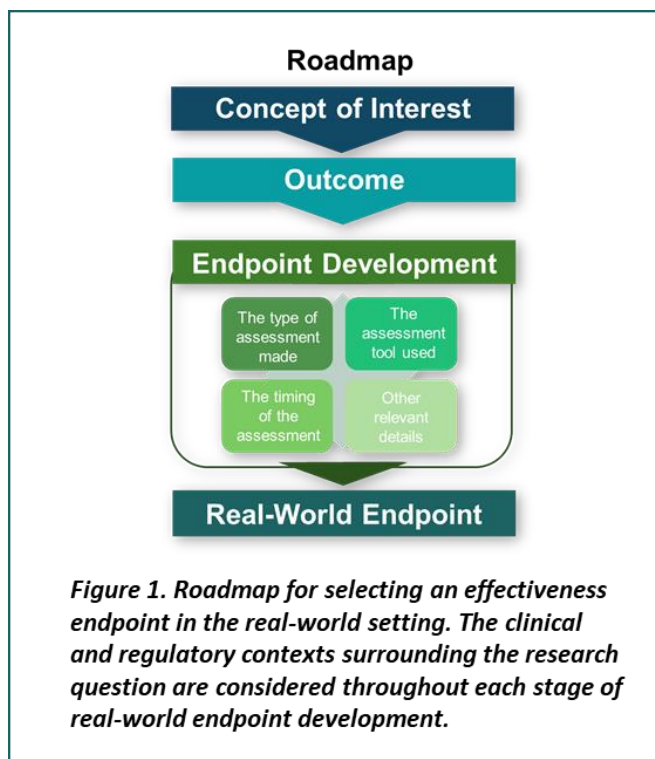 Roadmap
Concept of Interest
Outcome
Endpoint Development
The type of
assessment
made
The
assessment
tool used
The timing
of the
assessment
Other
relevant
details
Real-World Endpoint
Figure 1. Roadmap for selecting an effectiveness
endpoint in the real-world setting. The clinical
and regulatory contexts surrounding the research
question are considered throughout each stage of
real-world endpoint development.